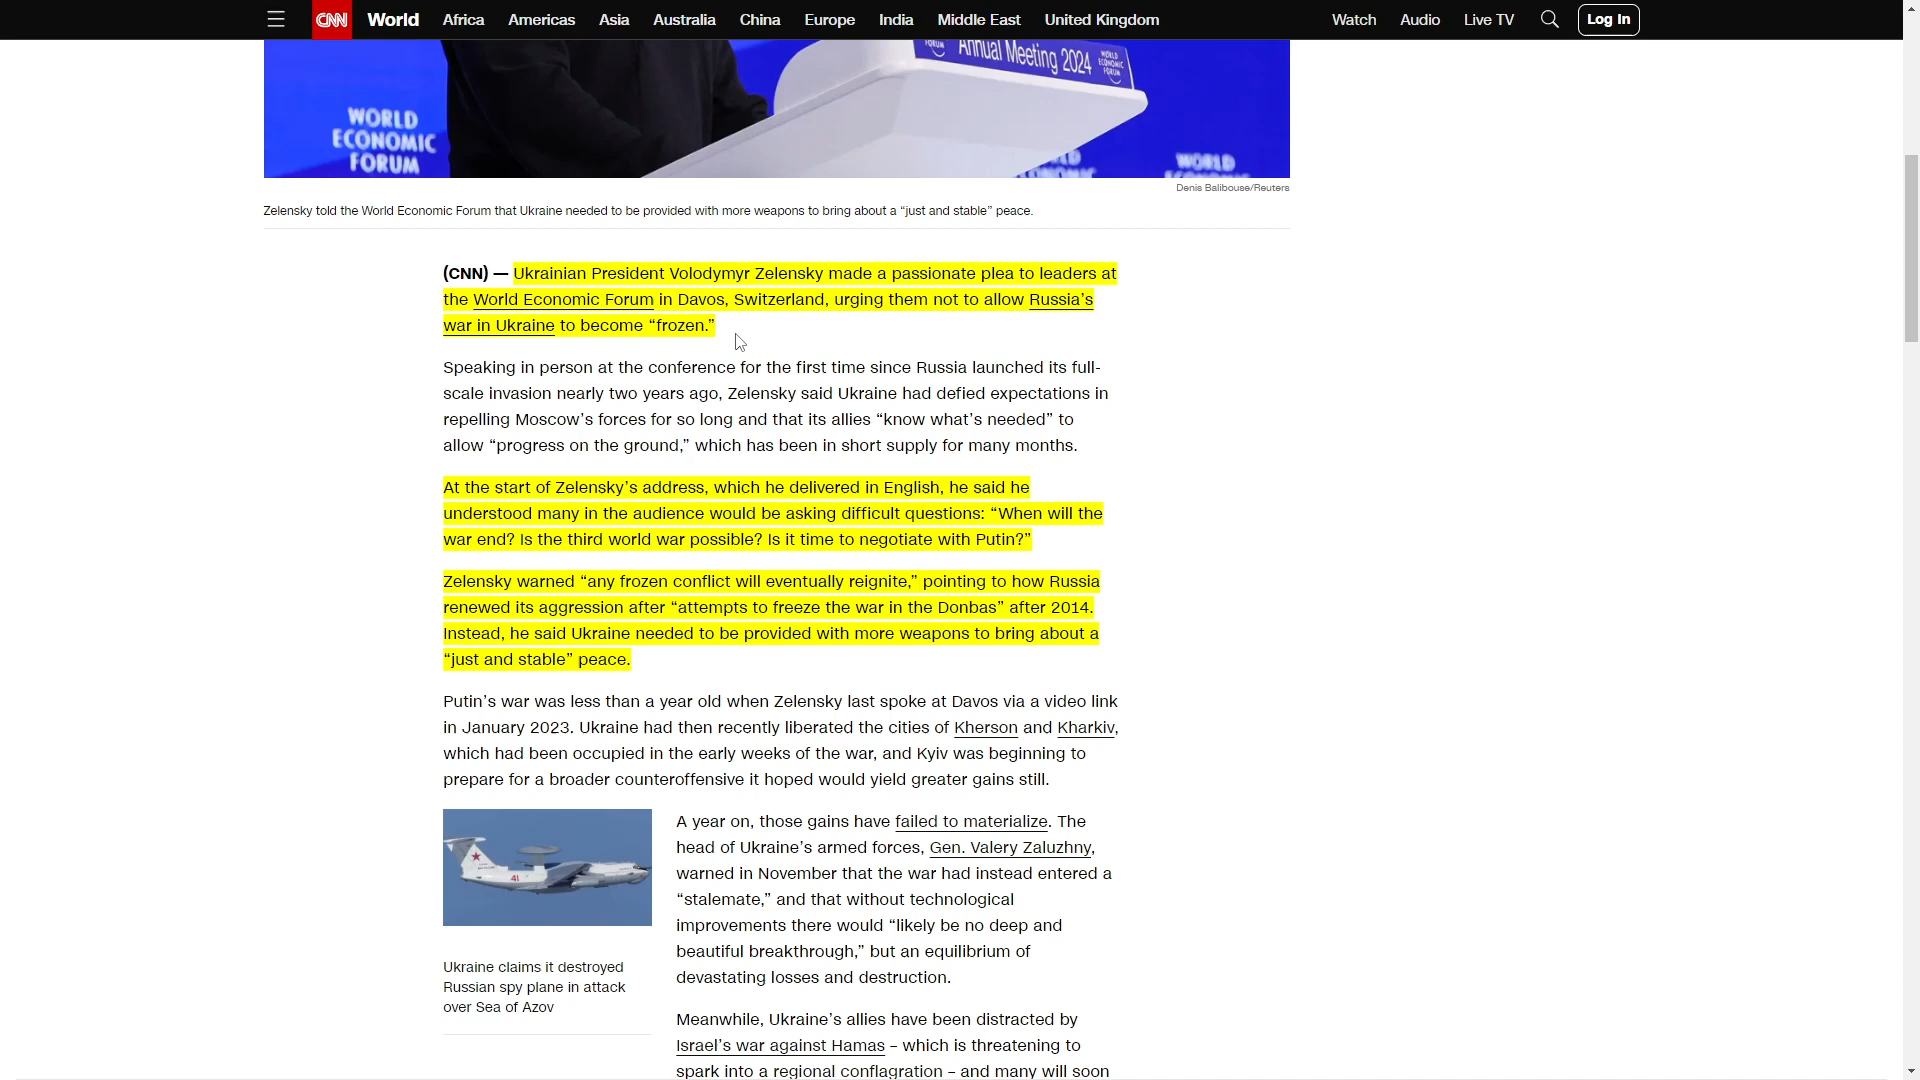 CNN World Africa Americas Asia Australia China Europe India Middle East United Kingdom Watch Audio Live TV Log In
FORUM Annual Meeting 2024 WORLD ECONOMIC FORUM
WORLD
ECONOMIC
FORUM
WORLD
Denis Balibouse/Reuters
Zelensky told the World Economic Forum that Ukraine needed to be provided with more weapons to bring about a “just and stable” peace.
(CNN) — Ukrainian President Volodymyr Zelensky made a passionate plea to leaders at
the World Economic Forum in Davos, Switzerland, urging them not to allow Russia’s
war in Ukraine to become “frozen.”
Speaking in person at the conference for the first time since Russia launched its full-
scale invasion nearly two years ago, Zelensky said Ukraine had defied expectations in
repelling Moscow’s forces for so long and that its allies “know what’s needed” to
allow “progress on the ground,” which has been in short supply for many months.
At the start of Zelensky’s address, which he delivered in English, he said he
understood many in the audience would be asking difficult questions: “When will the
war end? Is the third world war possible? Is it time to negotiate with Putin?”
Zelensky warned “any frozen conflict will eventually reignite,” pointing to how Russia
renewed its aggression after “attempts to freeze the war in the Donbas” after 2014.
Instead, he said Ukraine needed to be provided with more weapons to bring about a
“just and stable” peace.
Putin’s war was less than a year old when Zelensky last spoke at Davos via a video link
in January 2023. Ukraine had then recently liberated the cities of Kherson and Kharkiv,
which had been occupied in the early weeks of the war, and Kyiv was beginning to
prepare for a broader counteroffensive it hoped would yield greater gains still.
41
Ukraine claims it destroyed
Russian spy plane in attack
over Sea of Azov
A year on, those gains have failed to materialize. The
head of Ukraine’s armed forces, Gen. Valery Zaluzhny,
warned in November that the war had instead entered a
“stalemate,” and that without technological
improvements there would “likely be no deep and
beautiful breakthrough,” but an equilibrium of
devastating losses and destruction.
Meanwhile, Ukraine’s allies have been distracted by
Israel’s war against Hamas – which is threatening to
spark into a regional conflagration – and many will soon